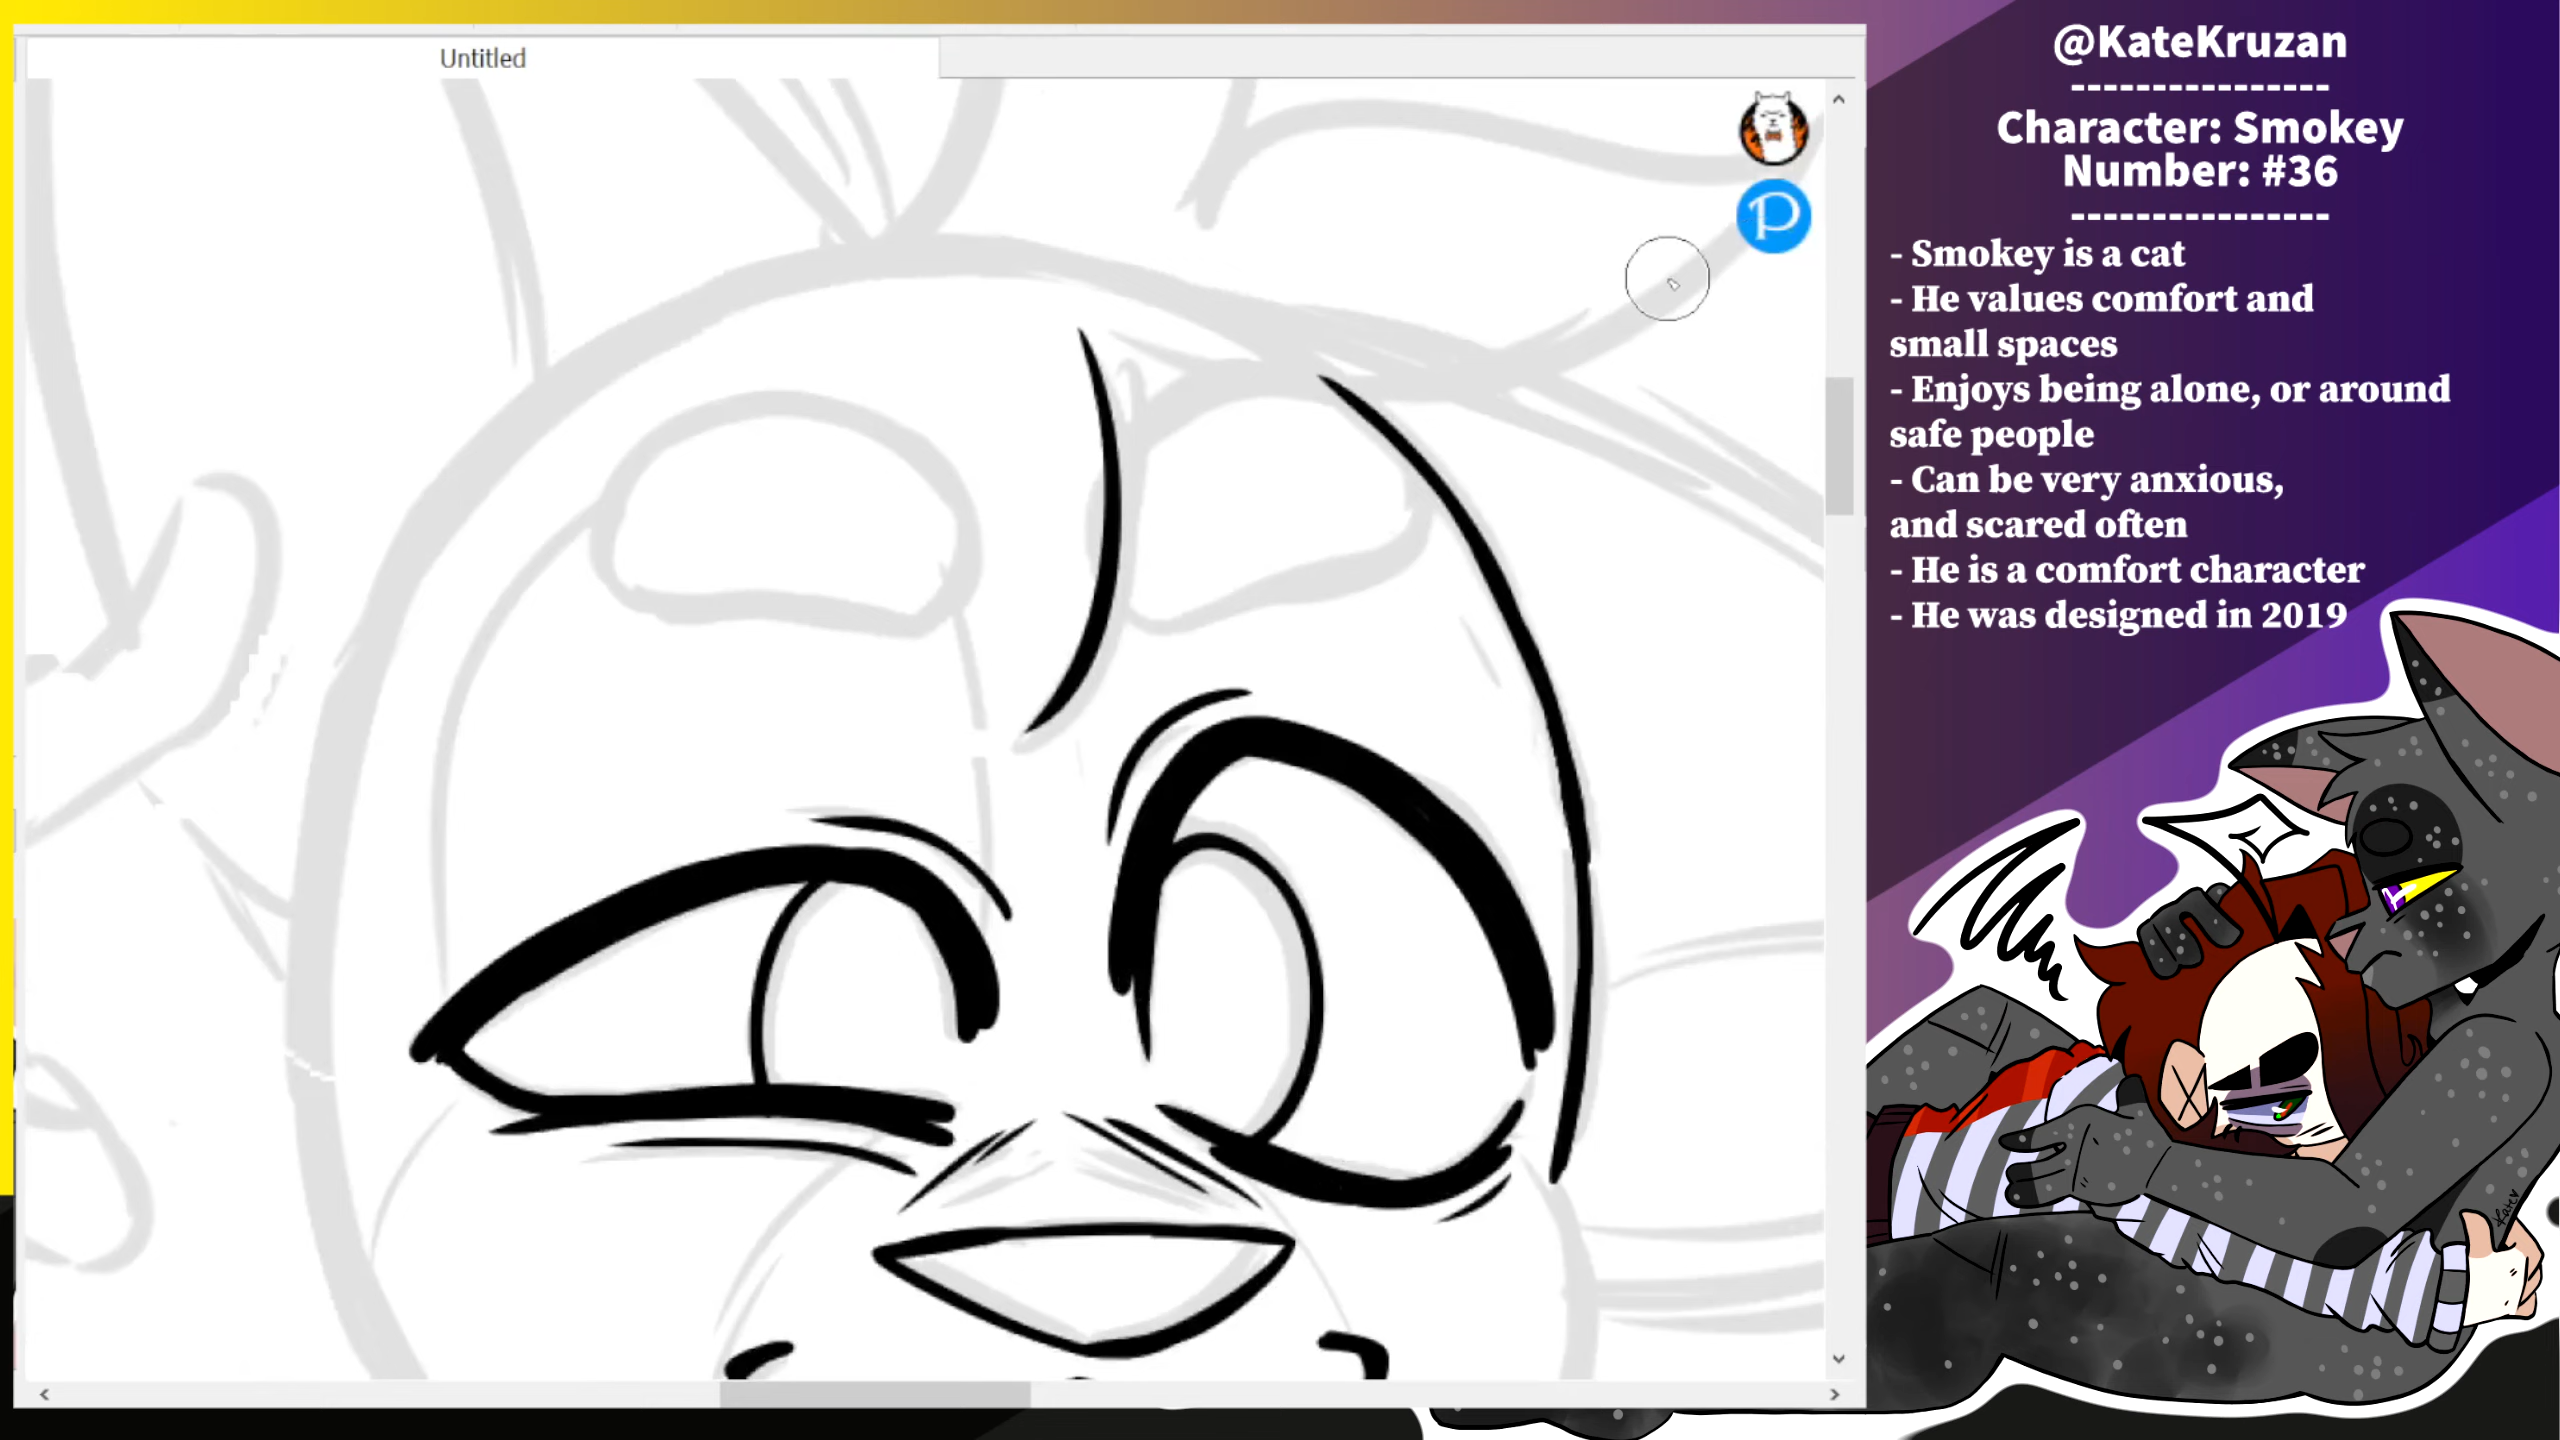 Untitled
@KateKruzan
----------------
Character: Smokey
Number: #36
----------------
- Smokey is a cat
- He values comfort and
small spaces
- Enjoys being alone, or around
safe people
- Can be very anxious,
and scared often
- He is a comfort character
- He was designed in 2019
P